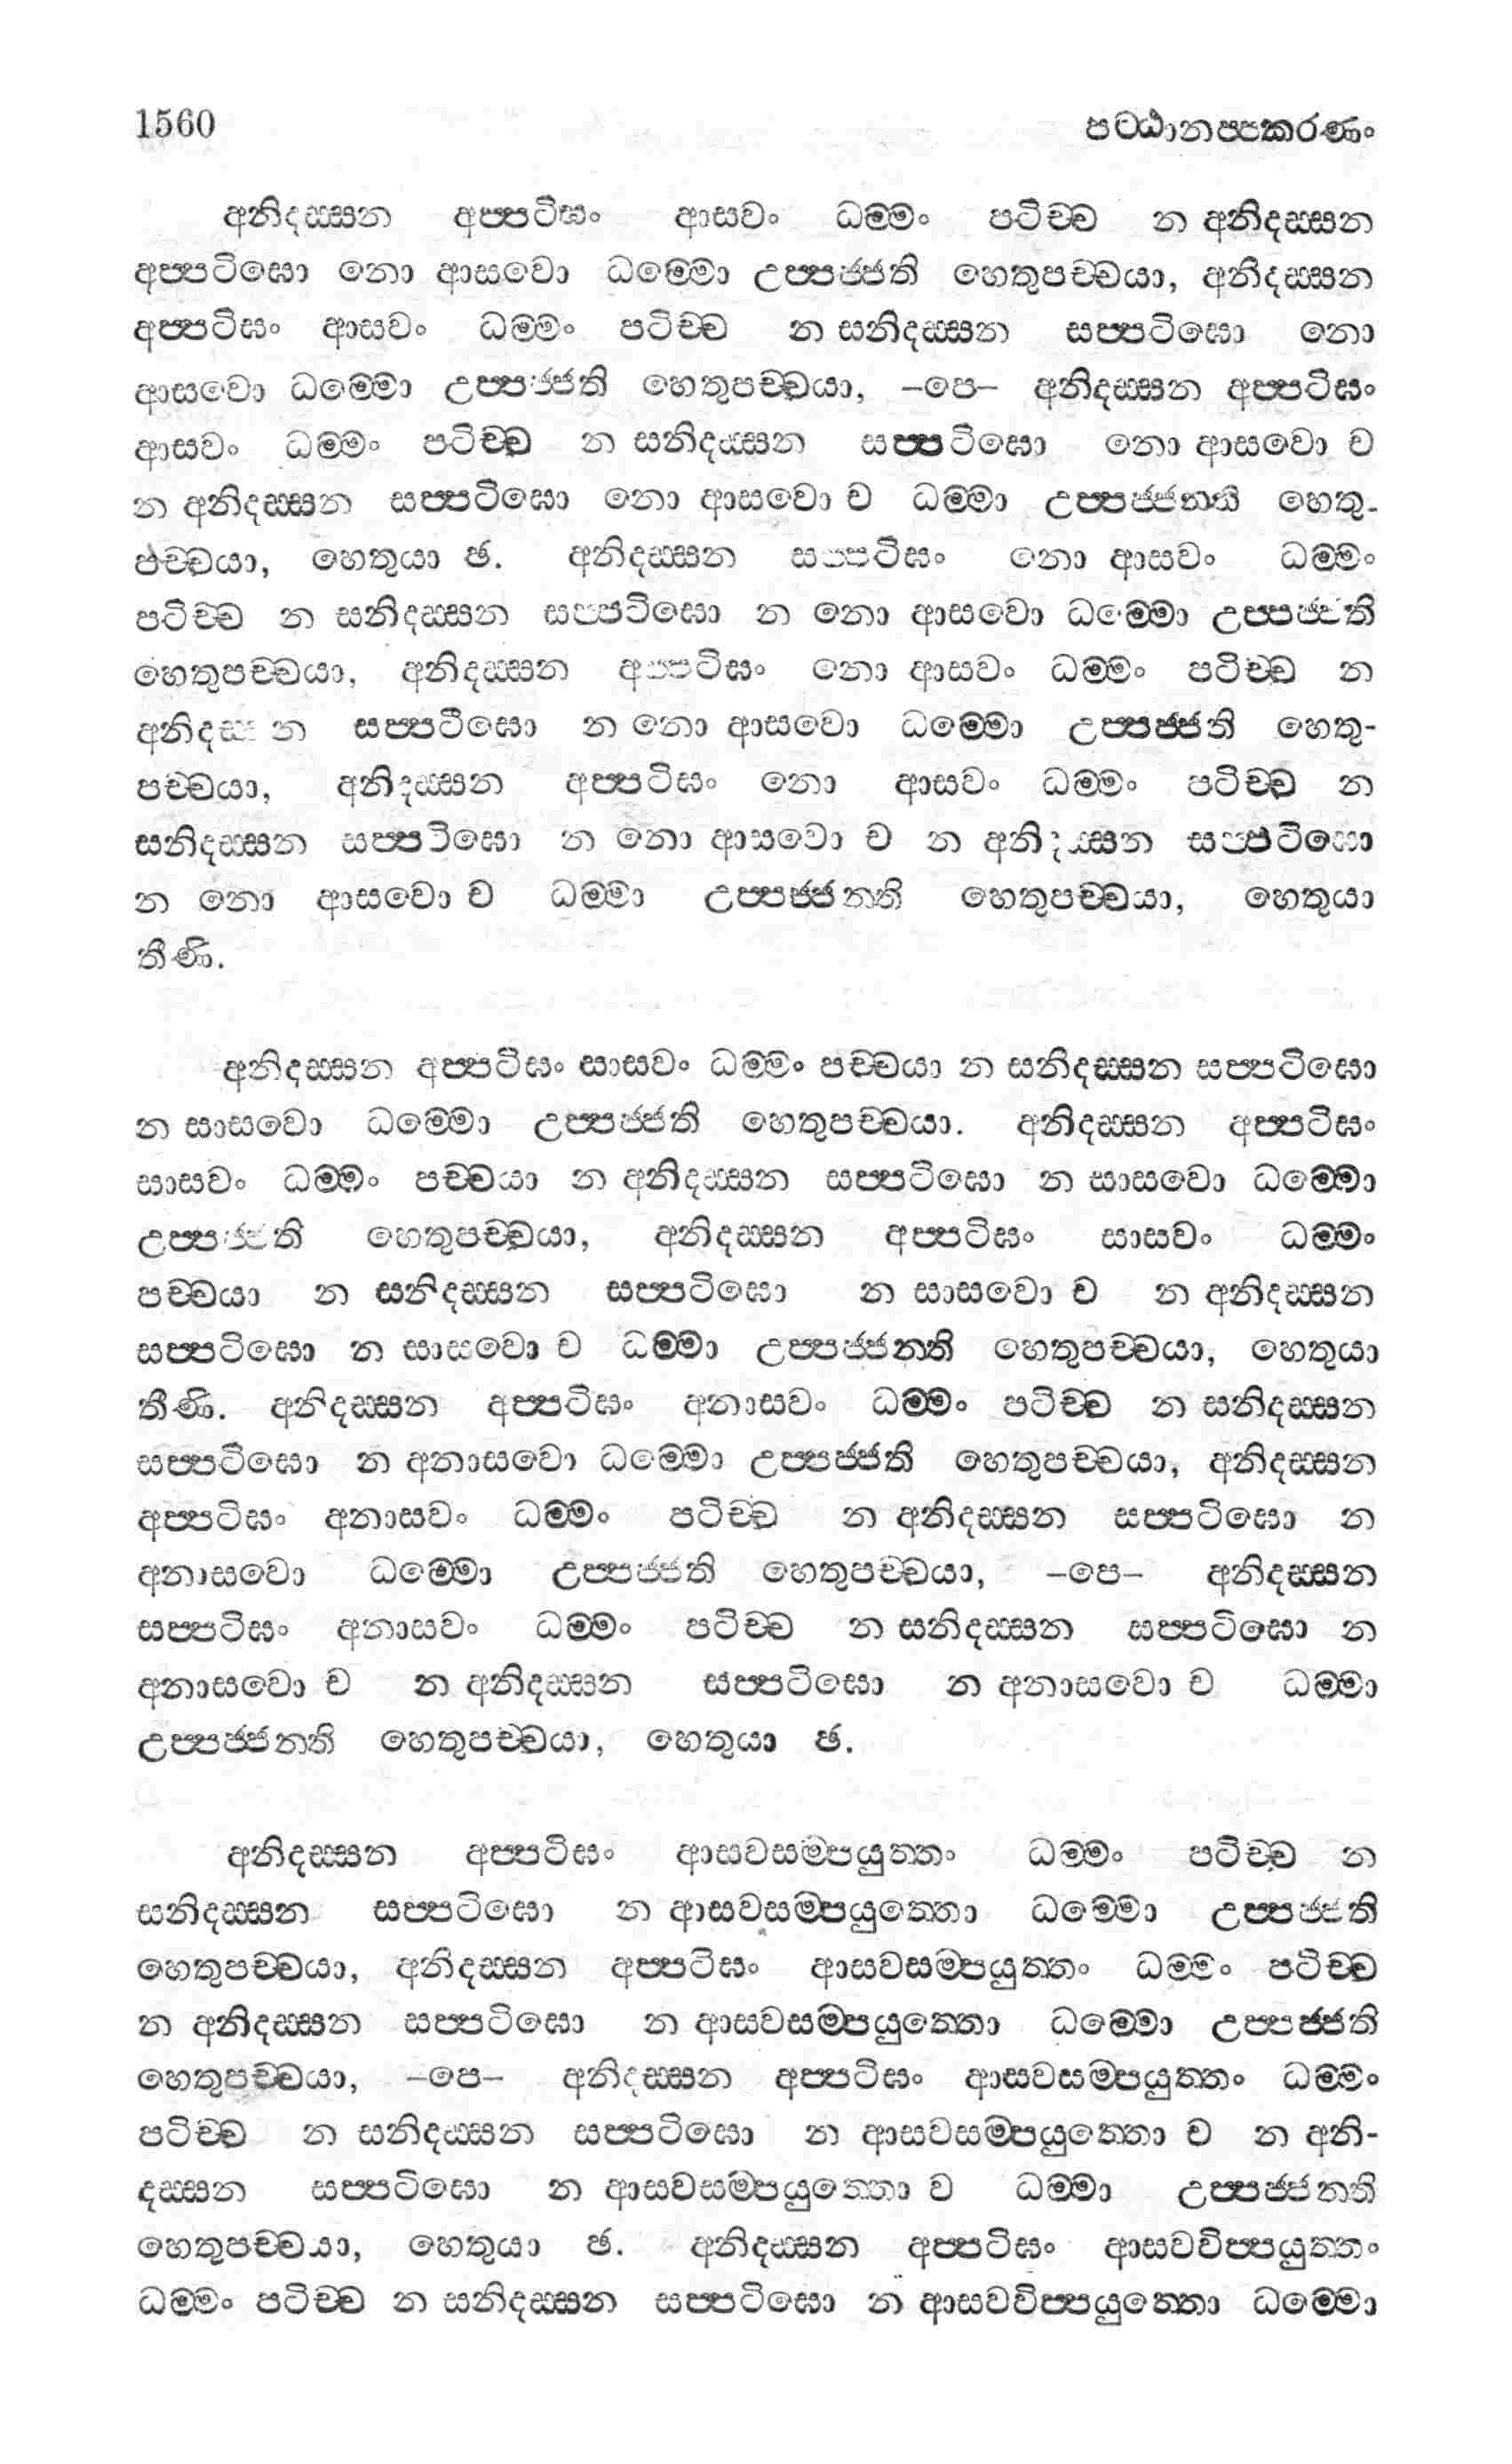 1560 පට්ඨානප්පකරණං
අනිදස්සන අප්පටිඝං ආසවං ධම්මං පටිච්ච න අනිදස්සන
අප්පටිඝො නො ආසවො ධම්මො උප්පජ්ජති හෙතුපච්චයා, අනිදස්සන
අප්පටිඝං ආසවං ධම්මං පටිච්ච න සනිදස්සන සප්පටිඝො නො
ආසවො ධම්මො උප්පජ්ජති හෙතුපච්චයා, –පෙ– අනිදස්සන අප්පටිඝං
ආසවං ධම්මං පටිච්ච න සනිදස්සන සප්පටිඝො නො ආසවො ච
න අනිදස්සන සප්පටිඝො නො ආසවො ච ධම්මා උප්පජ්ජන්ති හෙතු-
පච්චයා, හෙතුයා ඡ. අනිදස්සන සප්පටිඝං නො ආසවං ධම්මං
පටිච්ච න සනිදස්සන සප්පටිඝො න නො ආසවො ධම්මො උප්පජ්ජති
හෙතුපච්චයා, අනිදස්සන අප්පටිඝං නො ආසවං ධම්මං පටිච්ච න
අනිදස්සන සප්පටිඝො න නො ආසවො ධම්මො උප්පජ්ජති හෙතු-
පච්චයා, අනිදස්සන අප්පටිඝං නො ආසවං ධම්මං පටිච්ච න
සනිදස්සන සප්පටිඝො න නො ආසවො ච න අනිදස්සන සප්පටිඝො
න නො ආසවො ච ධම්මා උප්පජ්ජන්ති හෙතුපච්චයා, හෙතුයා
තීණි.
අනිදස්සන අප්පටිඝං සාසවං ධම්මං පච්චයා න සනිදස්සන සප්පටිඝො
න සාසවො ධම්මො උප්පජ්ජති හෙතුපච්චයා. අනිදස්සන අප්පටිඝං
සාසවං ධම්මං පච්චයා න අනිදස්සන සප්පටිඝො න සාසවො ධම්මො
උප්පජ්ජති හෙතුපච්චයා, අනිදස්සන අප්පටිඝං සාසවං ධම්මං
පච්චයා න සනිදස්සන සප්පටිඝො න සාසවො ච න අනිදස්සන
සප්පටිඝො න සාසවො ච ධම්මා උප්පජ්ජන්ති හෙතුපච්චයා, හෙතුයා
තීණි. අනිදස්සන අප්පටිඝං අනාසවං ධම්මං පටිච්ච න සනිදස්සන
සප්පටිඝො න අනාසවො ධම්මො උප්පජ්ජති හෙතුපච්චයා, අනිදස්සන
අප්පටිඝං අනාසවං ධම්මං පටිච්ච න අනිදස්සන සප්පටිඝො න
අනාසවො ධම්මො උප්පජ්ජති හෙතුපච්චයා, –පෙ– අනිදස්සන
සප්පටිඝං අනාසවං ධම්මං පටිච්ච න සනිදස්සන සප්පටිඝො න
අනාසවො ච න අනිදස්සන සප්පටිඝො න අනාසවො ච ධම්මා
උප්පජ්ජන්ති හෙතුපච්චයා, හෙතුයා ඡ.
අනිදස්සන අප්පටිඝං ආසවසම්පයුත්තං ධම්මං පටිච්ච න
සනිදස්සන සප්පටිඝො න ආසවසම්පයුත්තො ධම්මො උප්පජ්ජති
හෙතුපච්චයා, අනිදස්සන අප්පටිඝං ආසවසම්පයුත්තං ධම්මං පටිච්ච
න අනිදස්සන සප්පටිඝො න ආසවසම්පයුත්තො ධම්මො උප්පජ්ජති
හෙතුපච්චයා, –පෙ– අනිදස්සන අප්පටිඝං ආසවසම්පයුත්තං ධම්මං
පටිච්ච න සනිදස්සන සප්පටිඝො න ආසවසම්පයුත්තො ච න අනි-
දස්සන සප්පටිඝො න ආසවසම්පයුත්තො ව ධම්මා උප්පජ්ජන්ති
හෙතුපච්චයා, හෙතුයා ඡ. අනිදස්සන අප්පටිඝං ආසවවිප්පයුත්තං
ධම්මං පටිච්ච න සනිදස්සන සප්පටිඝො න ආසවවිප්පයුත්තො ධම්මො